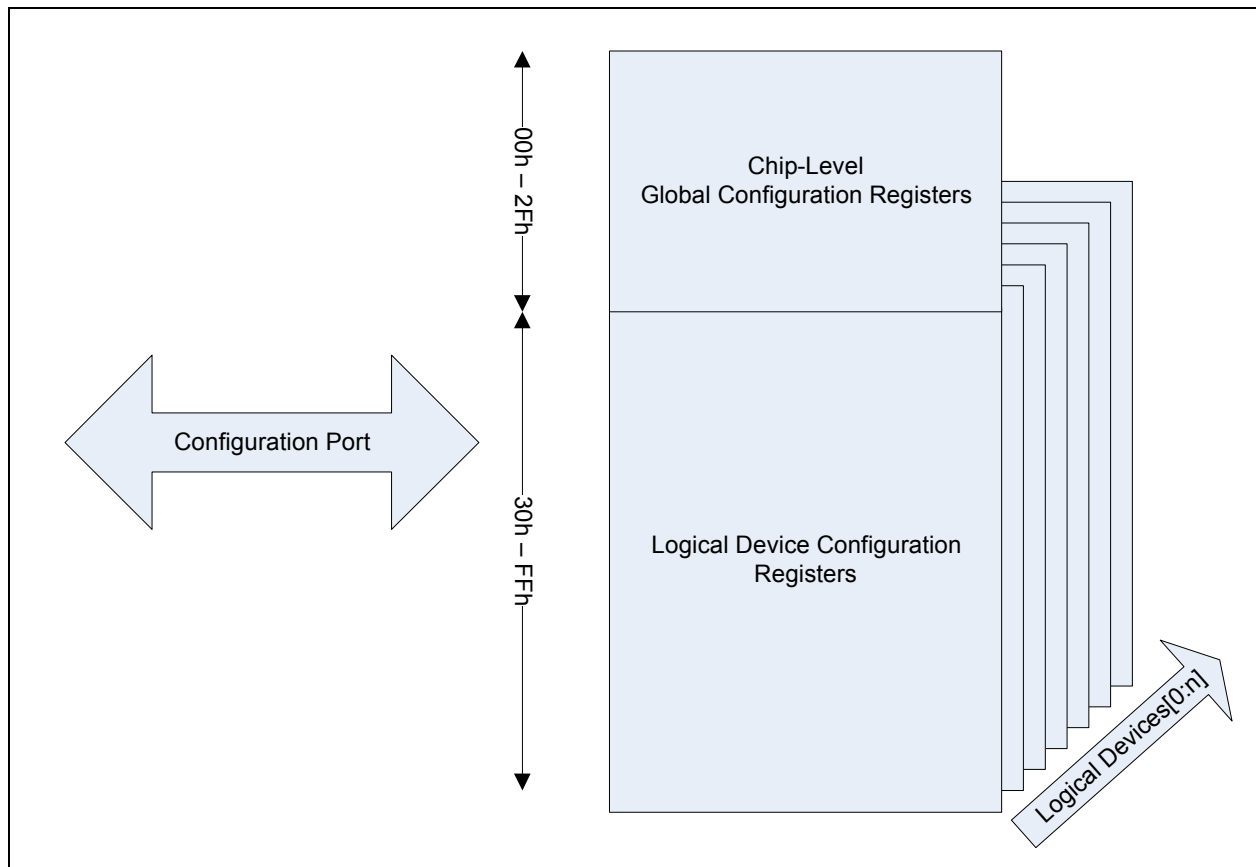 00h – 2Fh
Chip-Level
Global Configuration Registers
Configuration Port
30h – FFh
Logical Device Configuration
Registers
Logical Devices[0:n]